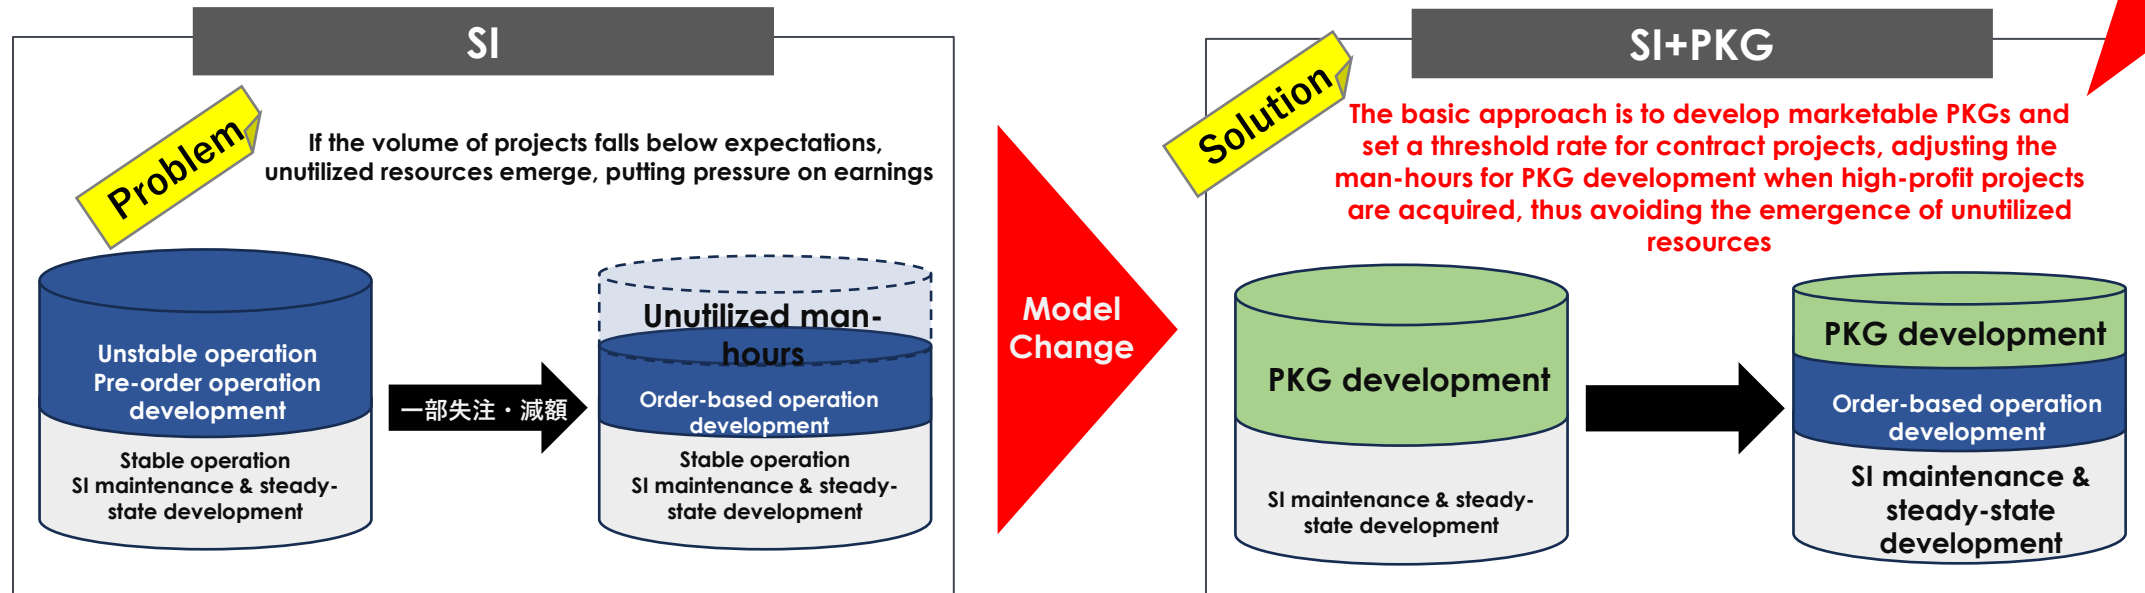 SI
Problem
If the volume of projects falls below expectations,
unutilized resources emerge, putting pressure on earnings
Unstable operation
Pre-order operation
development
Stable operation
SI maintenance & steady-
state development
一部失注・減額
Unutilized man-
hours
Order-based operation
development
Stable operation
SI maintenance & steady-
state development
Model
Change
SI+PKG
Solution
The basic approach is to develop marketable PKGs and
set a threshold rate for contract projects, adjusting the
man-hours for PKG development when high-profit projects
are acquired, thus avoiding the emergence of unutilized
resources
PKG development
SI maintenance & steady-
state development
PKG development
Order-based operation
development
SI maintenance &
steady-state
development